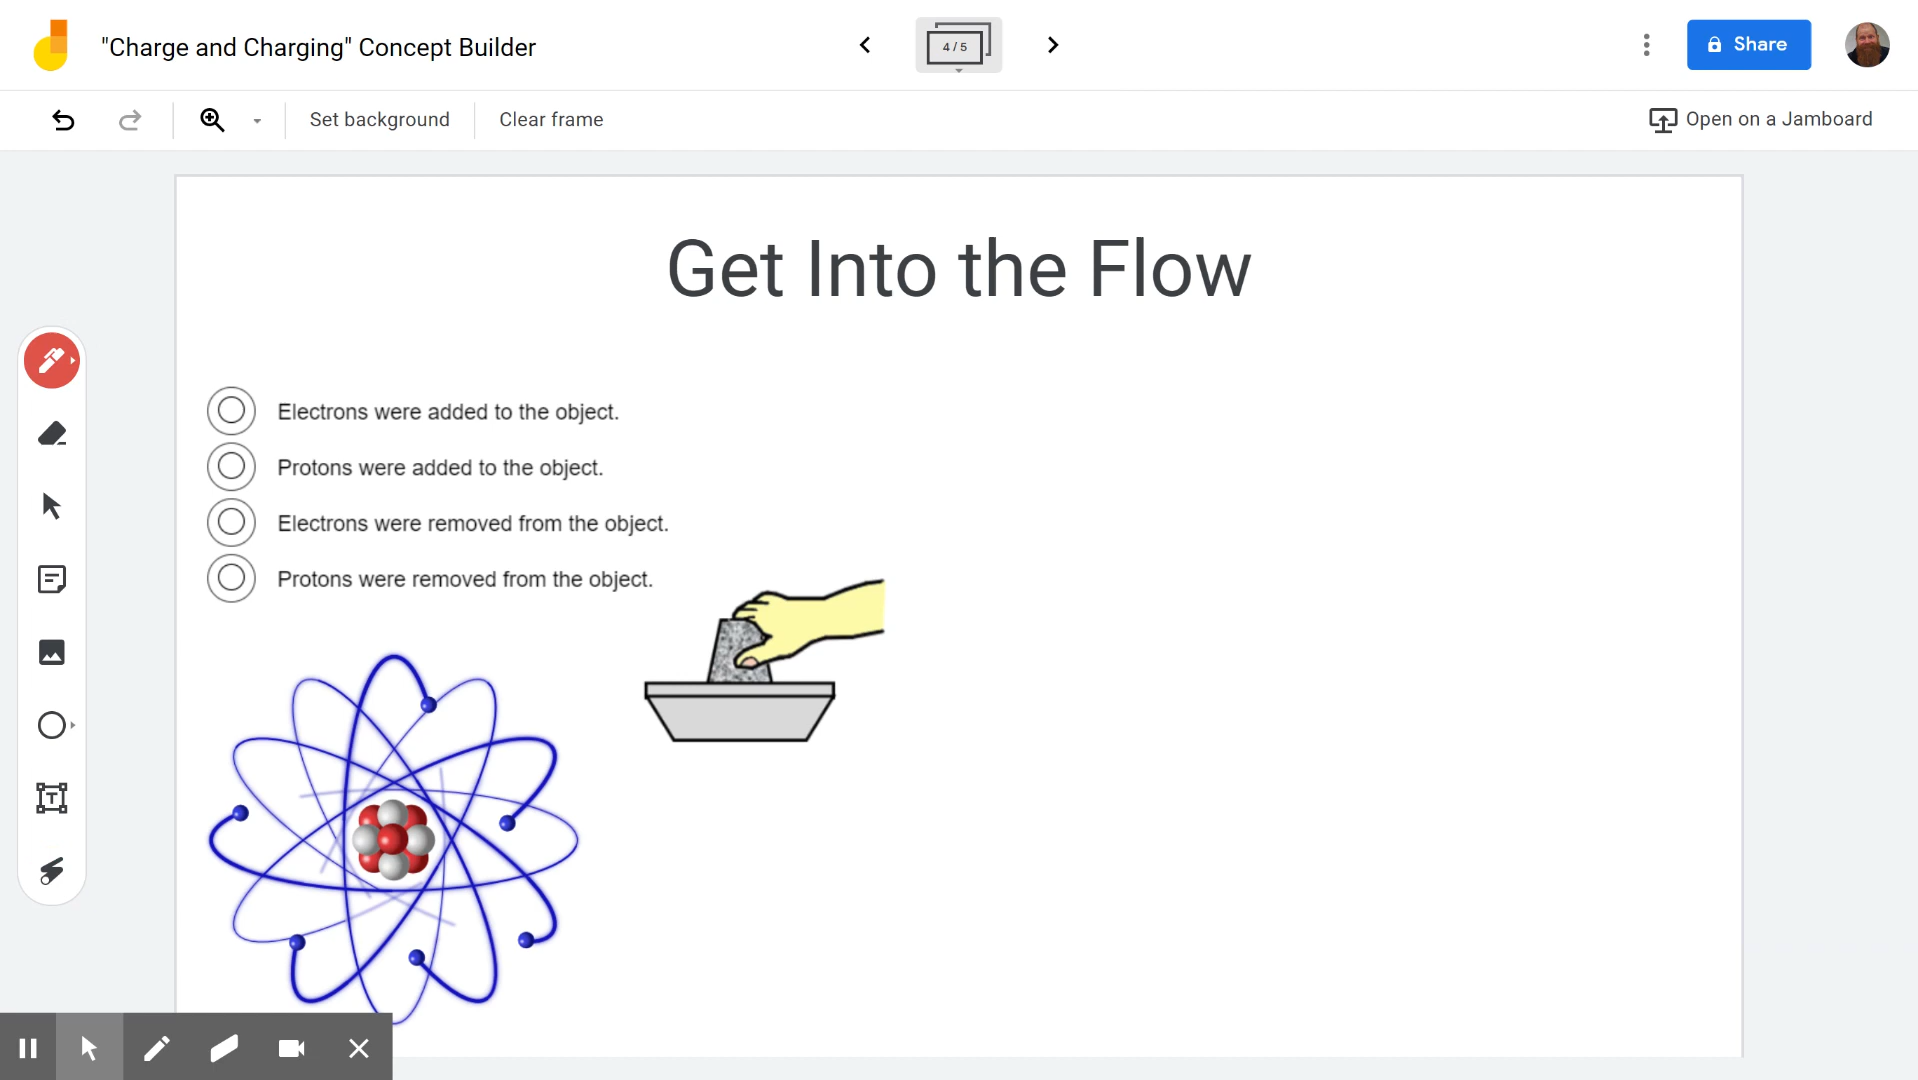 "Charge and Charging" Concept Builder
4 / 5
Share
Set background
Clear frame
Open on a Jamboard
Get Into the Flow
Electrons were added to the object.
Protons were added to the object.
Electrons were removed from the object.
Protons were removed from the object.
T